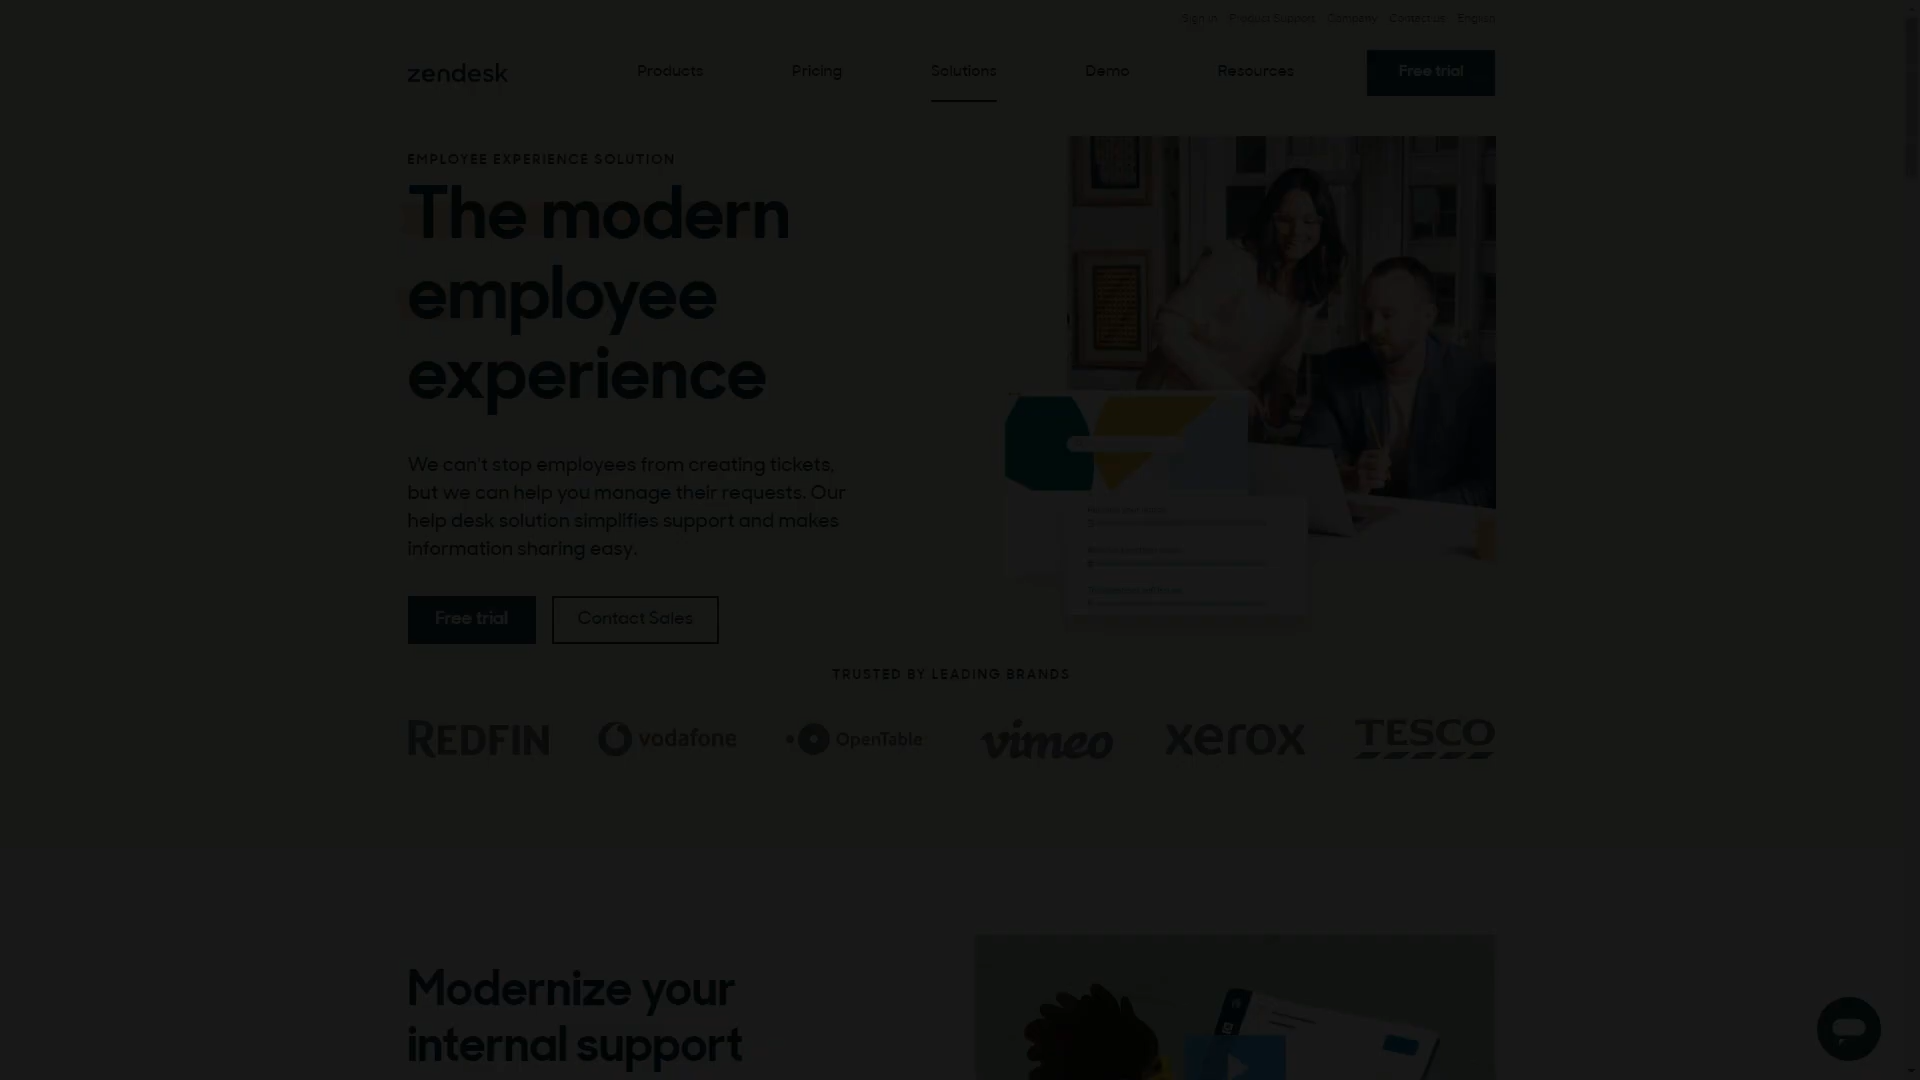 Sign in Product Support Company Contact us English
zendesk Products Pricing Solutions Demo Resources Free trial
EMPLOYEE EXPERIENCE SOLUTION
The modern
employee
experience
We can't stop employees from creating tickets,
but we can help you manage their requests. Our
help desk solution simplifies support and makes
information sharing easy.
Free trial Contact Sales
TRUSTED BY LEADING BRANDS
REDFIN vodafone OpenTable vimeo xerox TESCO
Modernize your
internal support